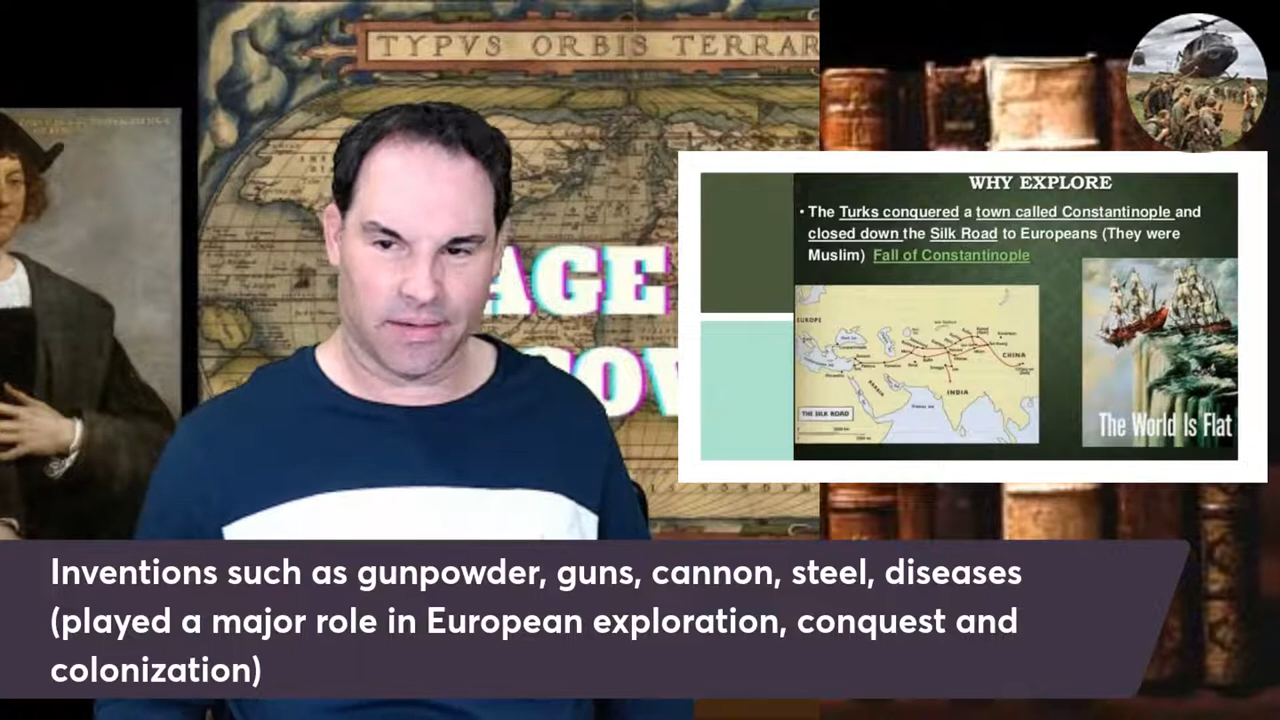 TYPVS ORBIS TERRAR
AGE
OV
WHY EXPLORE
• The Turks conquered a town called Constantinople and
closed down the Silk Road to Europeans (They were
Muslim) Fall of Constantinople
EUROPE
CHINA
INDIA
THE SILK ROAD
The World Is Flat
Inventions such as gunpowder, guns, cannon, steel, diseases
(played a major role in European exploration, conquest and
colonization)